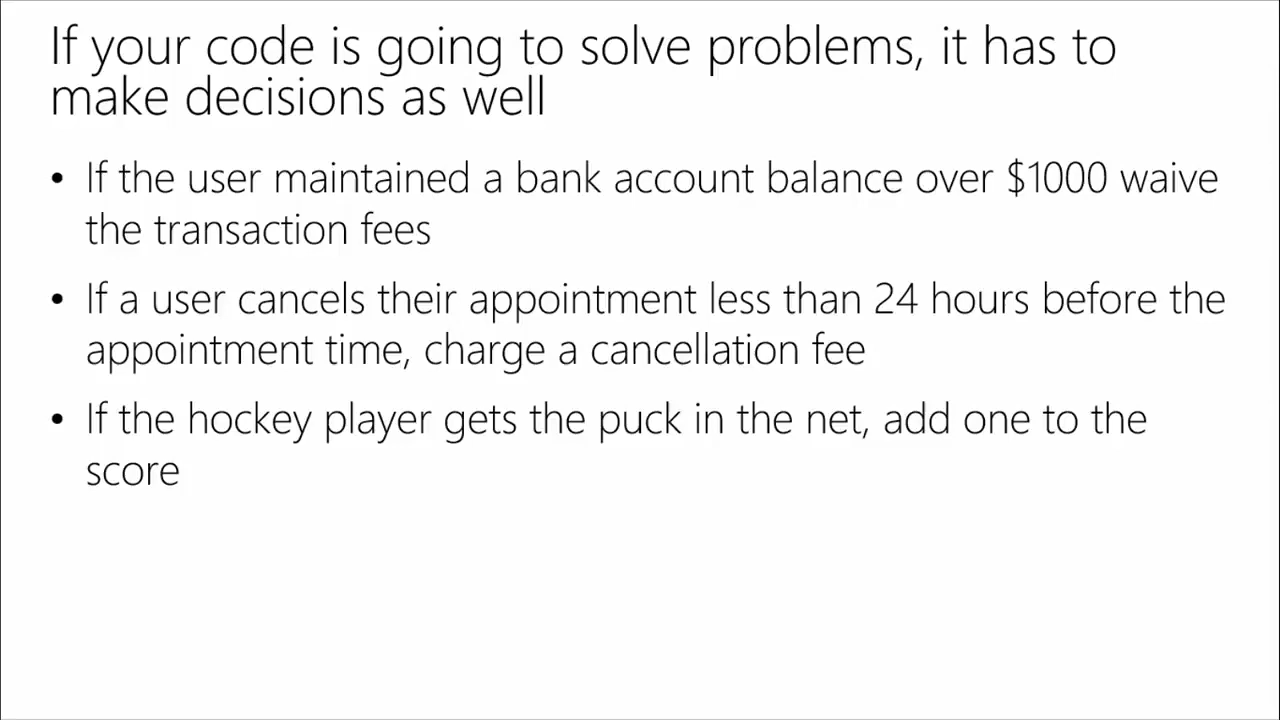 If your code is going to solve problems, it has to
make decisions as well
• If the user maintained a bank account balance over $1000 waive
the transaction fees
• If a user cancels their appointment less than 24 hours before the
appointment time, charge a cancellation fee
• If the hockey player gets the puck in the net, add one to the
score